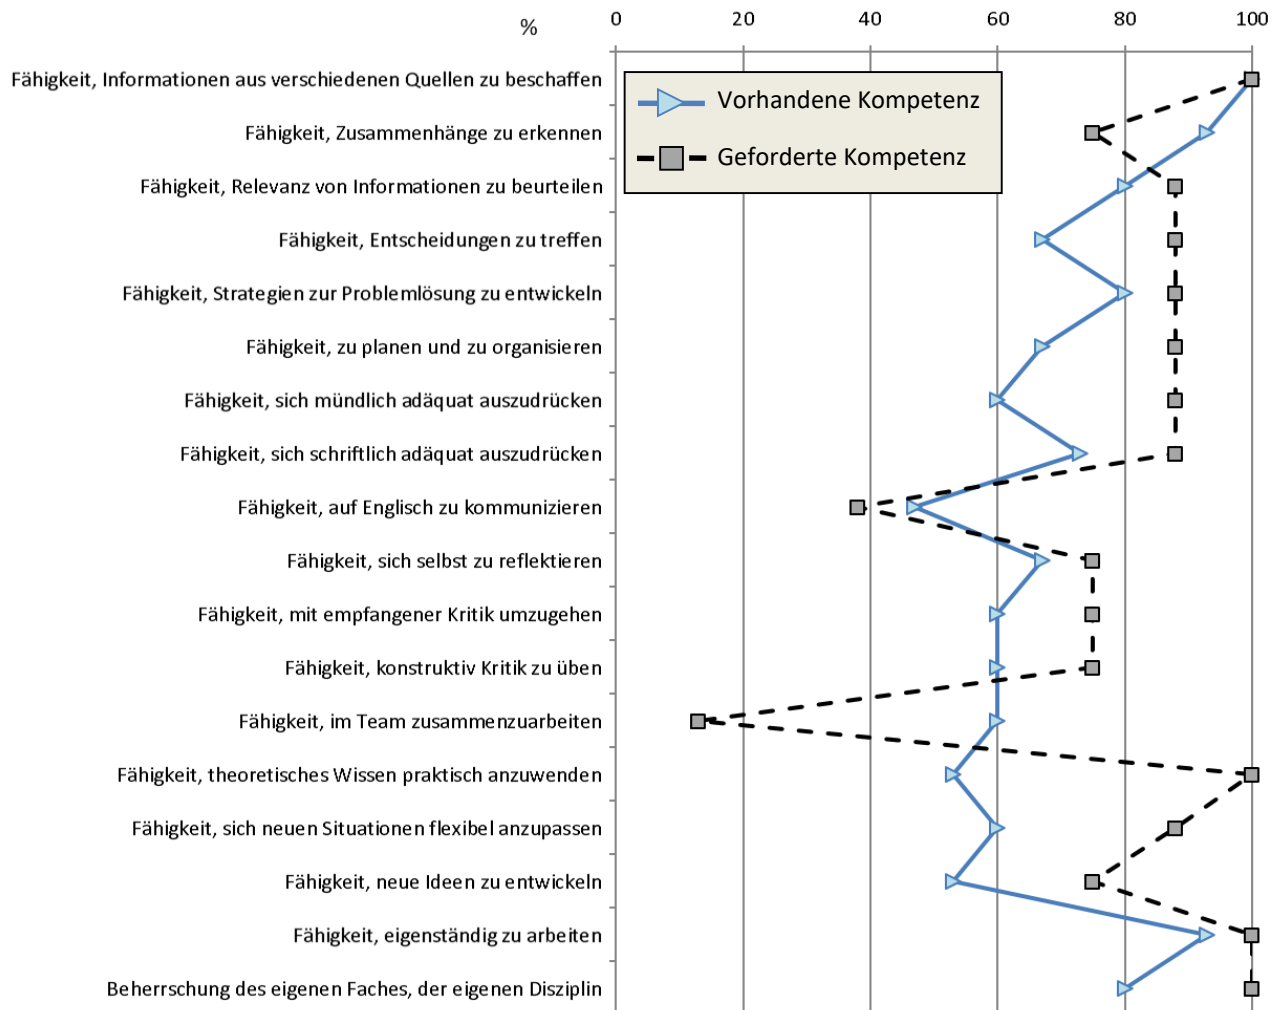 %
0 20 40 60 80 100
Fähigkeit, Informationen aus verschiedenen Quellen zu beschaffen
Vorhandene Kompetenz
Geforderte Kompetenz
Fähigkeit, Zusammenhänge zu erkennen
Fähigkeit, Relevanz von Informationen zu beurteilen
Fähigkeit, Entscheidungen zu treffen
Fähigkeit, Strategien zur Problemlösung zu entwickeln
Fähigkeit, zu planen und zu organisieren
Fähigkeit, sich mündlich adäquat auszudrücken
Fähigkeit, sich schriftlich adäquat auszudrücken
Fähigkeit, auf Englisch zu kommunizieren
Fähigkeit, sich selbst zu reflektieren
Fähigkeit, mit empfangener Kritik umzugehen
Fähigkeit, konstruktiv Kritik zu üben
Fähigkeit, im Team zusammenzuarbeiten
Fähigkeit, theoretisches Wissen praktisch anzuwenden
Fähigkeit, sich neuen Situationen flexibel anzupassen
Fähigkeit, neue Ideen zu entwickeln
Fähigkeit, eigenständig zu arbeiten
Beherrschung des eigenen Faches, der eigenen Disziplin